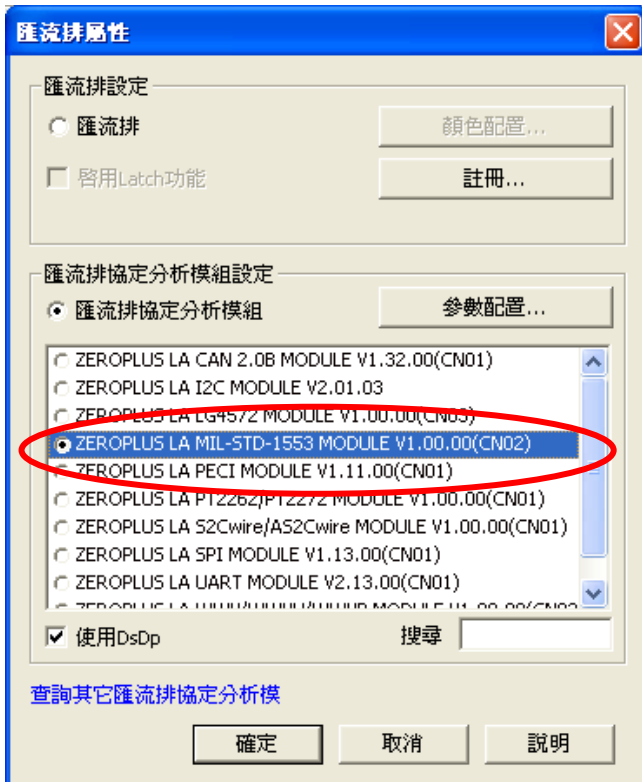 匯流排屬性
匯流排設定
匯流排
顏色配置...
啓用Latch功能
註冊...
匯流排協定分析模組設定
匯流排協定分析模組
參數配置...
ZEROPLUS LA CAN 2.0B MODULE V1.32.00(CN01)
ZEROPLUS LA I2C MODULE V2.01.03
ZEROPLUS LA LG4572 MODULE V1.00.00(CN03)
ZEROPLUS LA MIL-STD-1553 MODULE V1.00.00(CN02)
ZEROPLUS LA PECI MODULE V1.11.00(CN01)
ZEROPLUS LA PT2262/PT2272 MODULE V1.00.00(CN01)
ZEROPLUS LA S2Cwire/AS2Cwire MODULE V1.00.00(CN01)
ZEROPLUS LA SPI MODULE V1.13.00(CN01)
ZEROPLUS LA UART MODULE V2.13.00(CN01)
使用DsDp
搜尋
查詢其它匯流排協定分析模
確定
取消
說明